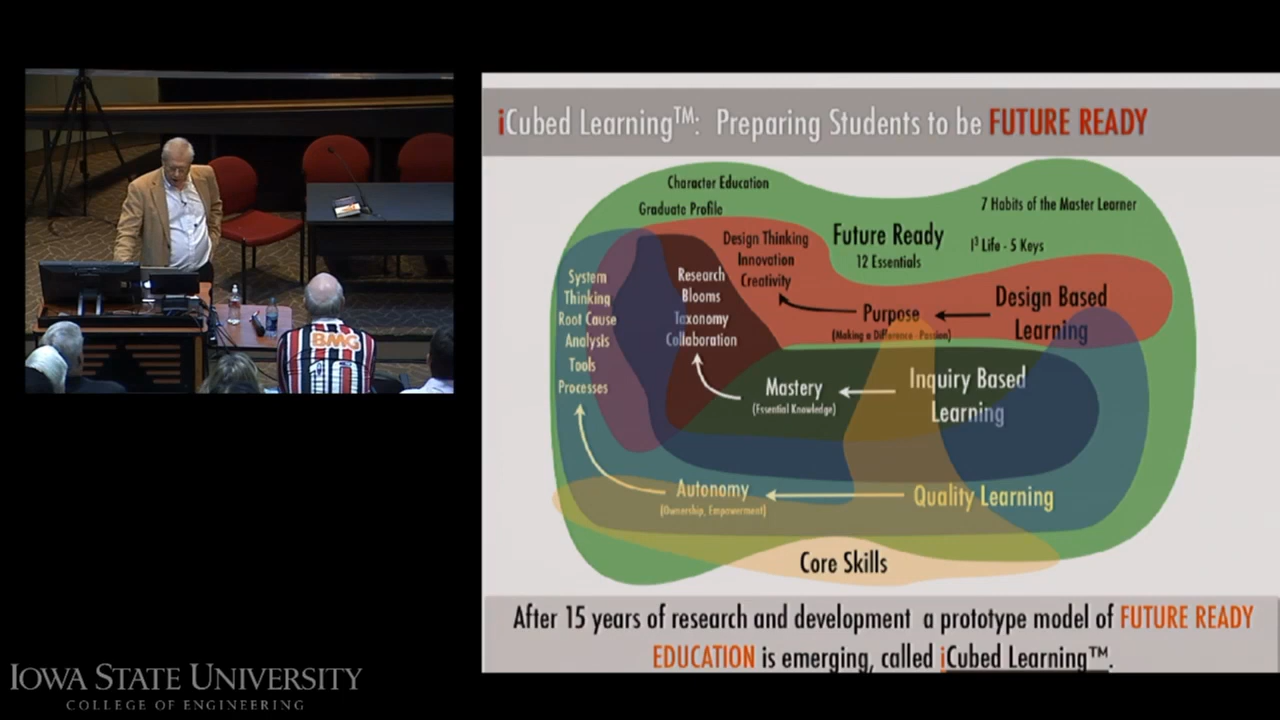 BMG
10
IOWA STATE UNIVERSITY
COLLEGE OF ENGINEERING
iCubed Learning™: Preparing Students to be FUTURE READY
Character Education
Graduate Profile
7 Habits of the Master Learner
Design Thinking
Innovation
Creativity
Future Ready
12 Essentials
I³ Life - 5 Keys
System
Thinking
Root Cause
Analysis
Tools
Processes
Research
Blooms
Taxonomy
Collaboration
Purpose
(Making a Difference Passion)
Design Based
Learning
Mastery
(Essential Knowledge)
Inquiry Based
Learning
Autonomy
(Ownership, Empowerment)
Quality Learning
Core Skills
After 15 years of research and development a prototype model of FUTURE READY
EDUCATION is emerging, called iCubed Learning™.